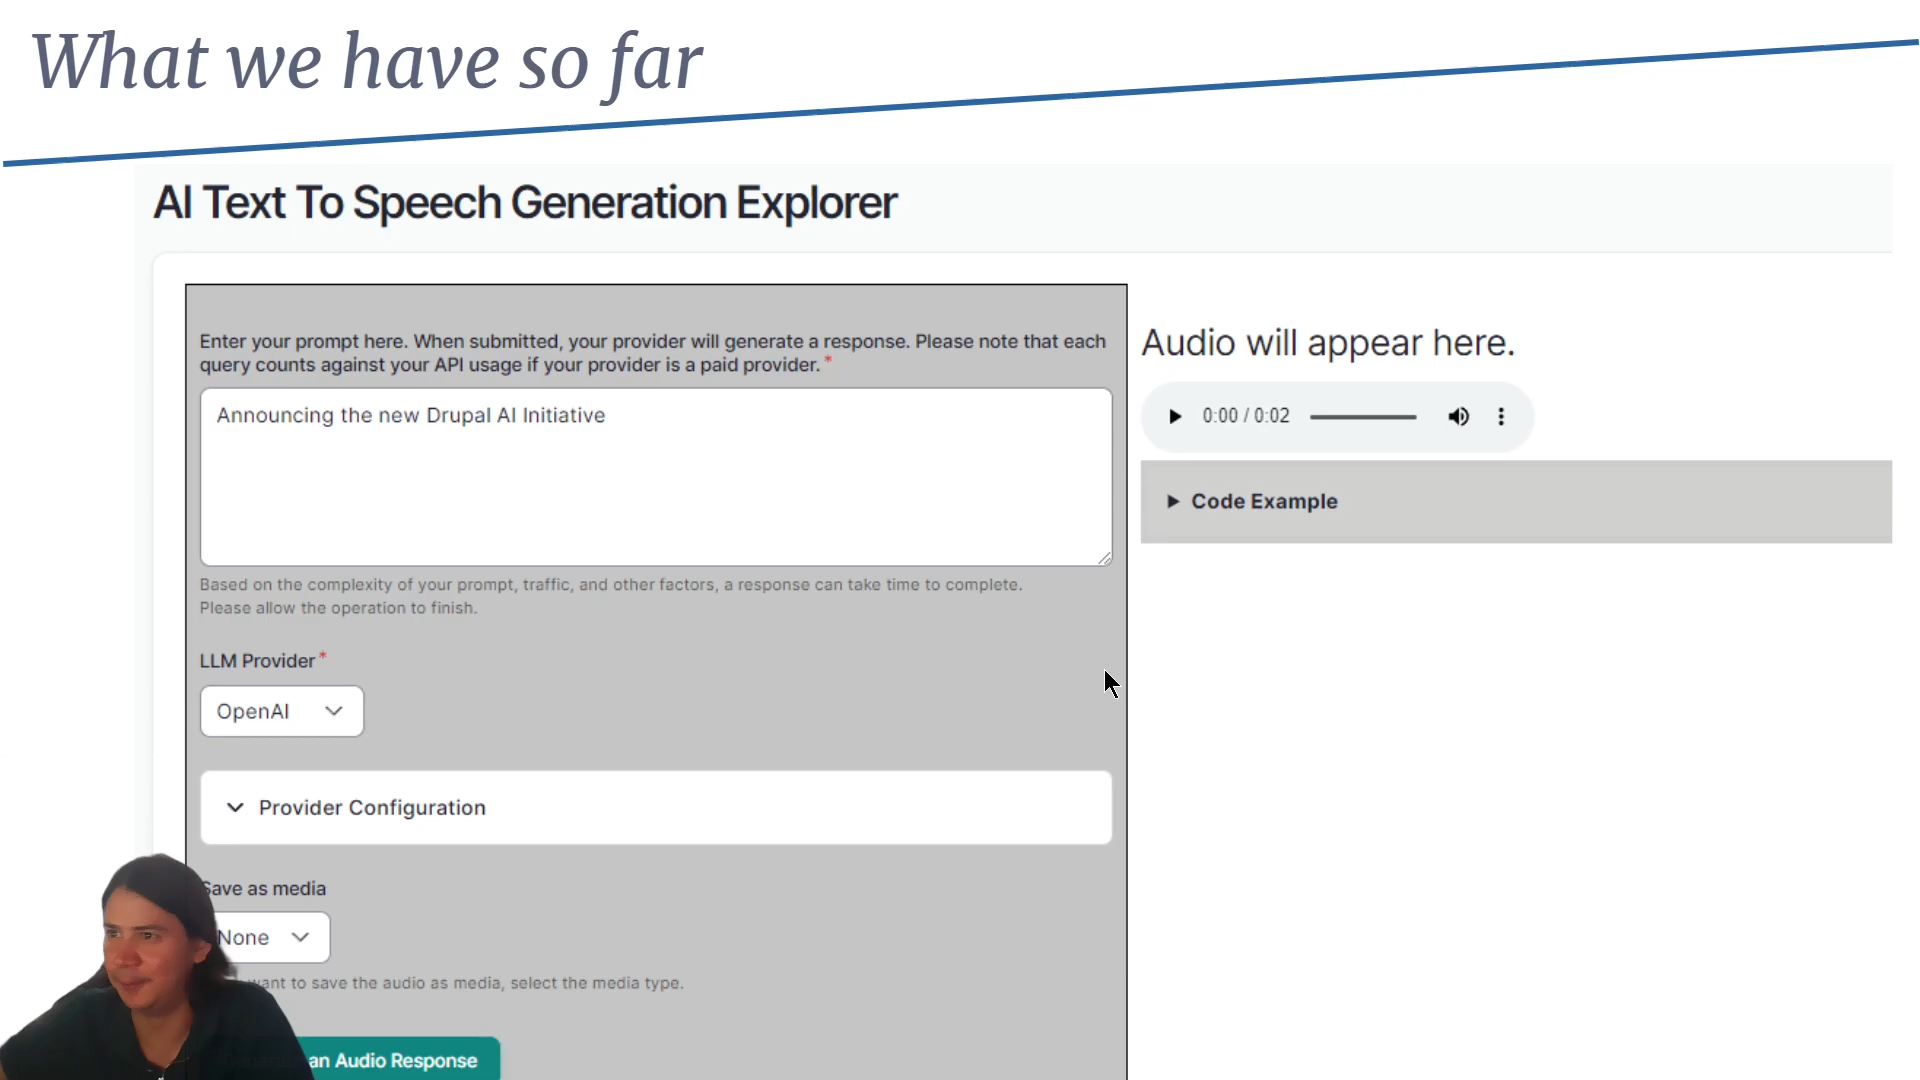 What we have so far
AI Text To Speech Generation Explorer
Enter your prompt here. When submitted, your provider will generate a response. Please note that each
query counts against your API usage if your provider is a paid provider. *
Announcing the new Drupal AI Initiative
Based on the complexity of your prompt, traffic, and other factors, a response can take time to complete.
Please allow the operation to finish.
LLM Provider *
OpenAI
Provider Configuration
Save as media
None
want to save the audio as media, select the media type.
an Audio Response
Audio will appear here.
0:00 / 0:02
Code Example